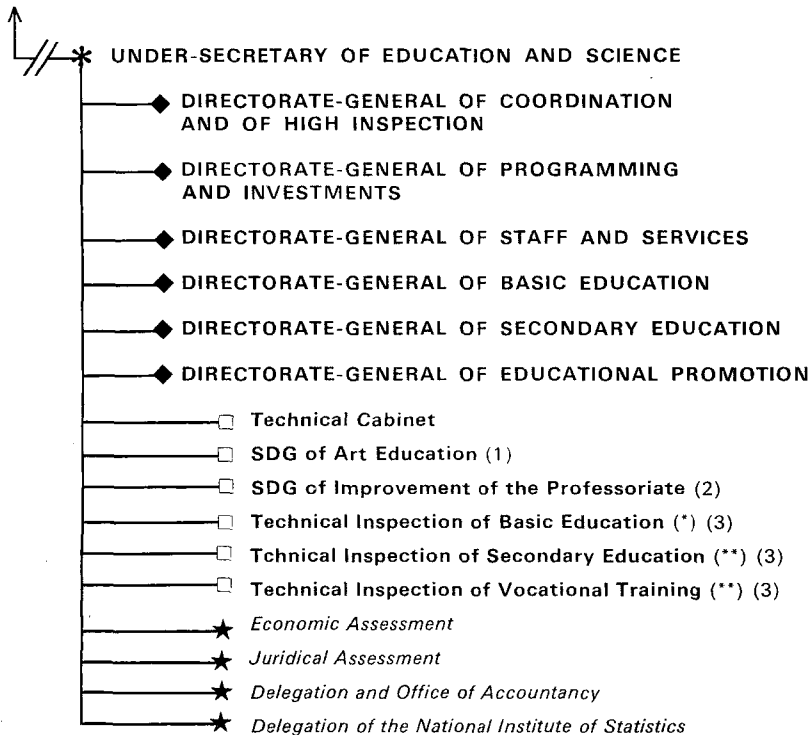 UNDER-SECRETARY OF EDUCATION AND SCIENCE
DIRECTORATE-GENERAL OF COORDINATION
AND OF HIGH INSPECTION
DIRECTORATE-GENERAL OF PROGRAMMING
AND INVESTMENTS
DIRECTORATE-GENERAL OF STAFF AND SERVICES
DIRECTORATE-GENERAL OF BASIC EDUCATION
DIRECTORATE-GENERAL OF SECONDARY EDUCATION
DIRECTORATE-GENERAL OF EDUCATIONAL PROMOTION
Technical Cabinet
SDG of Art Education (1)
SDG of Improvement of the Professoriate (2)
Technical Inspection of Basic Education (*) (3)
Tchnical Inspection of Secondary Education (**) (3)
Technical Inspection of Vocational Training (**) (3)
Economic Assessment
Juridical Assessment
Delegation and Office of Accountancy
Delegation of the National Institute of Statistics